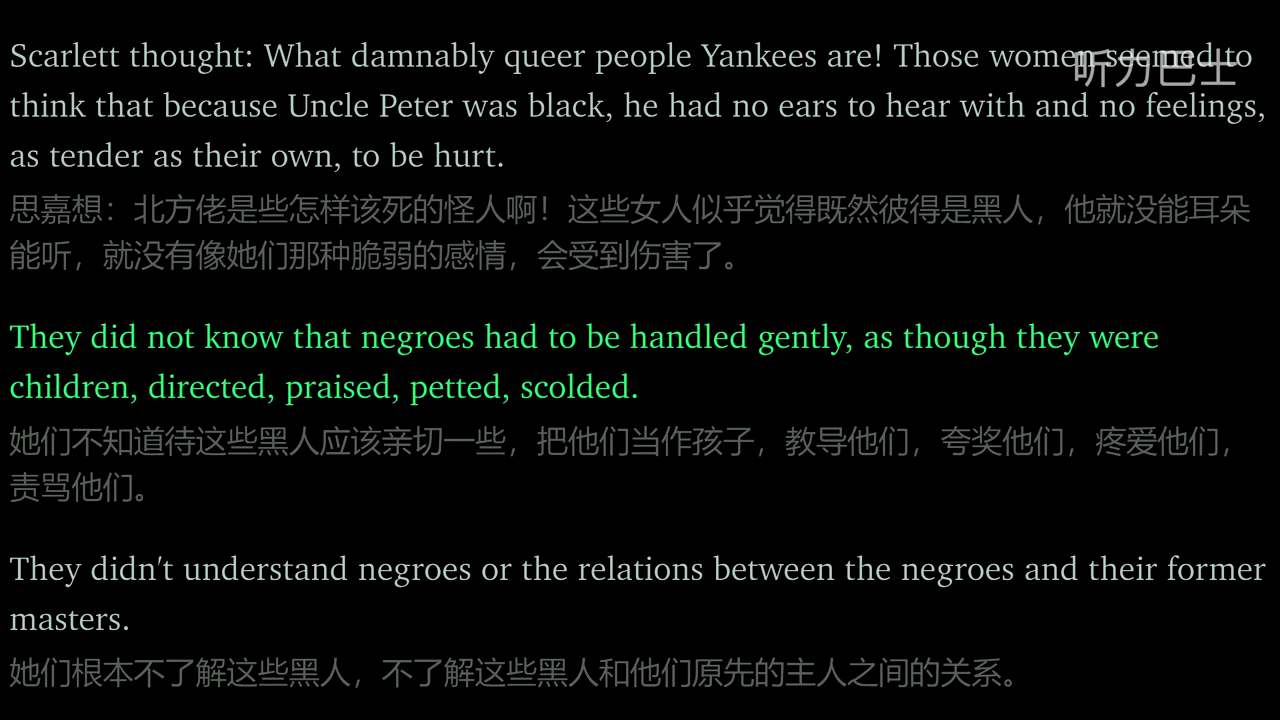 Scarlett thought: What damnably queer people Yankees are! Those women seemed to
听力巴士
think that because Uncle Peter was black, he had no ears to hear with and no feelings,
as tender as their own, to be hurt.
思嘉想：北方佬是些怎样该死的怪人啊！这些女人似乎觉得既然彼得是黑人，他就没能耳朵
能听，就没有像她们那种脆弱的感情，会受到伤害了。
They did not know that negroes had to be handled gently, as though they were
children, directed, praised, petted, scolded.
她们不知道待这些黑人应该亲切一些，把他们当作孩子，教导他们，夸奖他们，疼爱他们，
责骂他们。
They didn't understand negroes or the relations between the negroes and their former
masters.
她们根本不了解这些黑人，不了解这些黑人和他们原先的主人之间的关系。